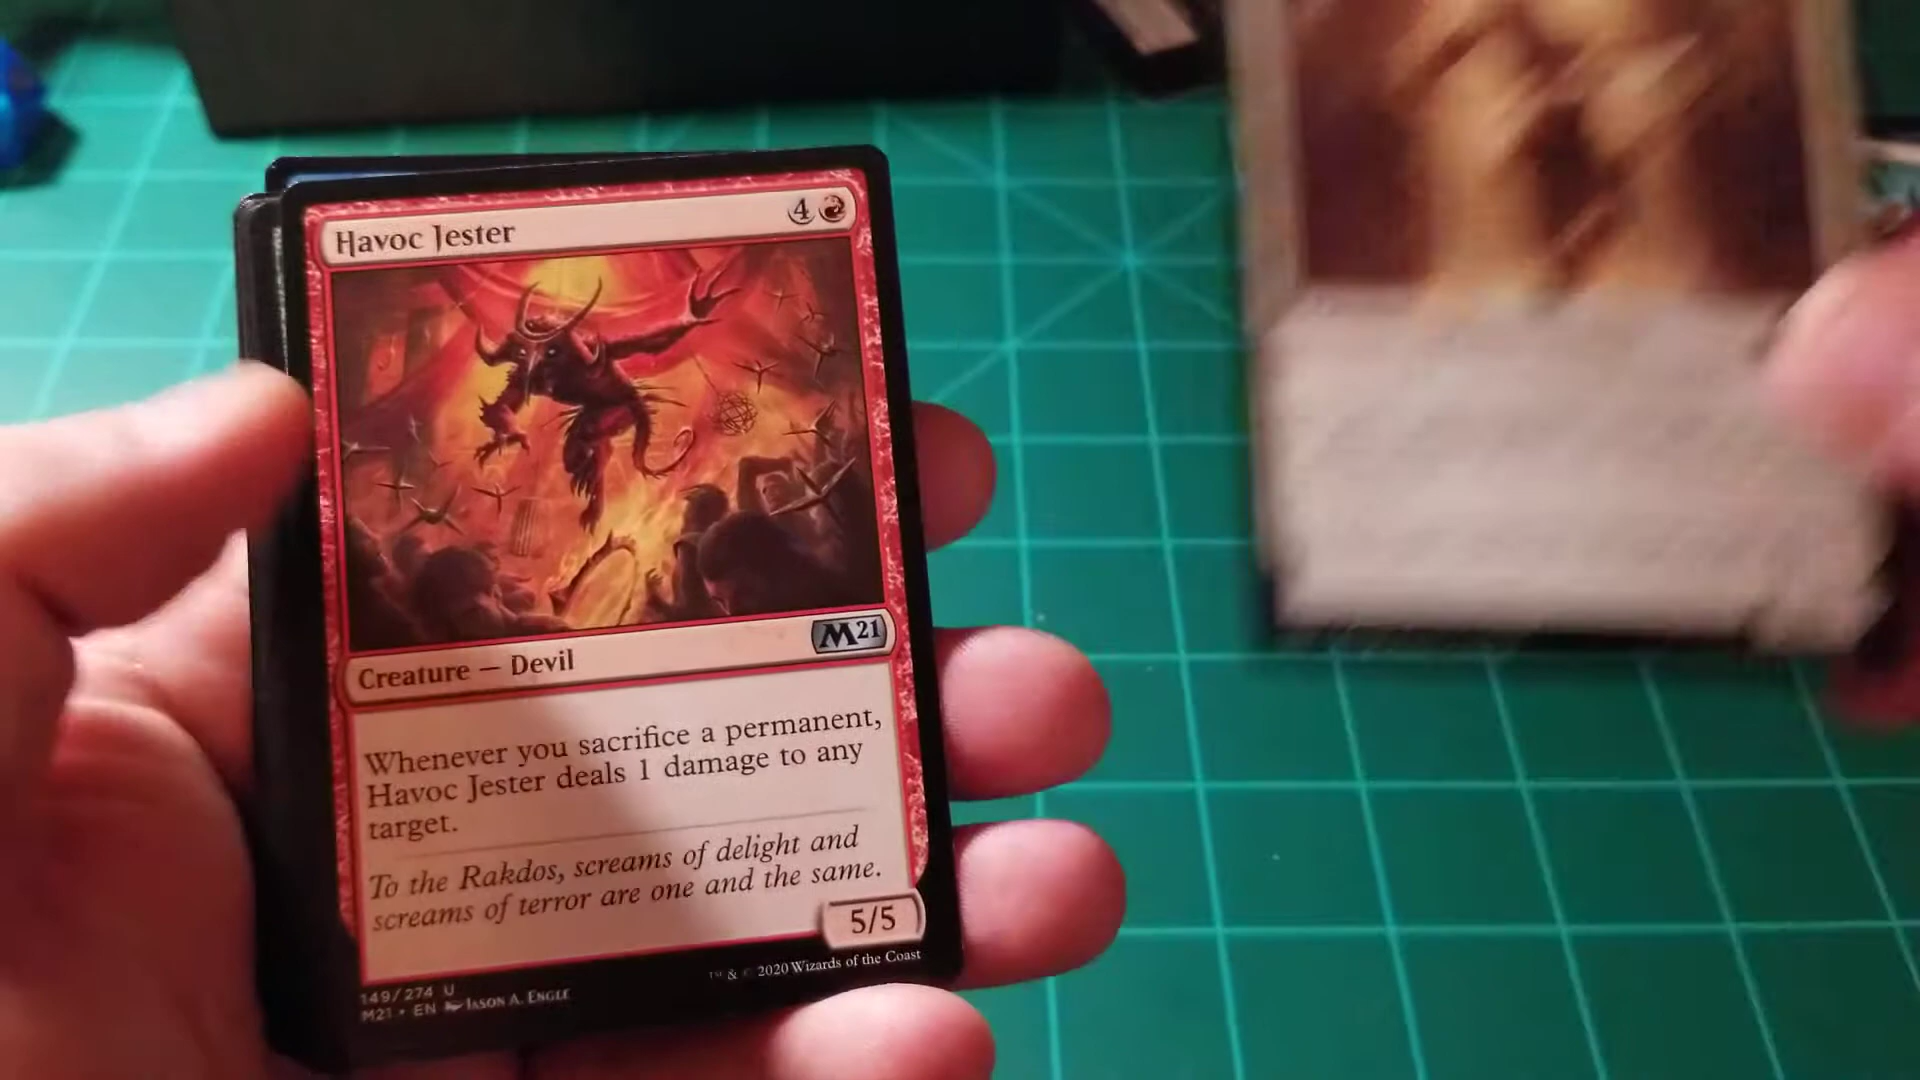 Havoc Jester 4
M21
Creature — Devil
Whenever you sacrifice a permanent,
Havoc Jester deals 1 damage to any
target.
To the Rakdos, screams of delight and
screams of terror are one and the same.
5/5
149/274 U
M21 • EN JASON A. ENGLE
™ & © 2020 Wizards of the Coast